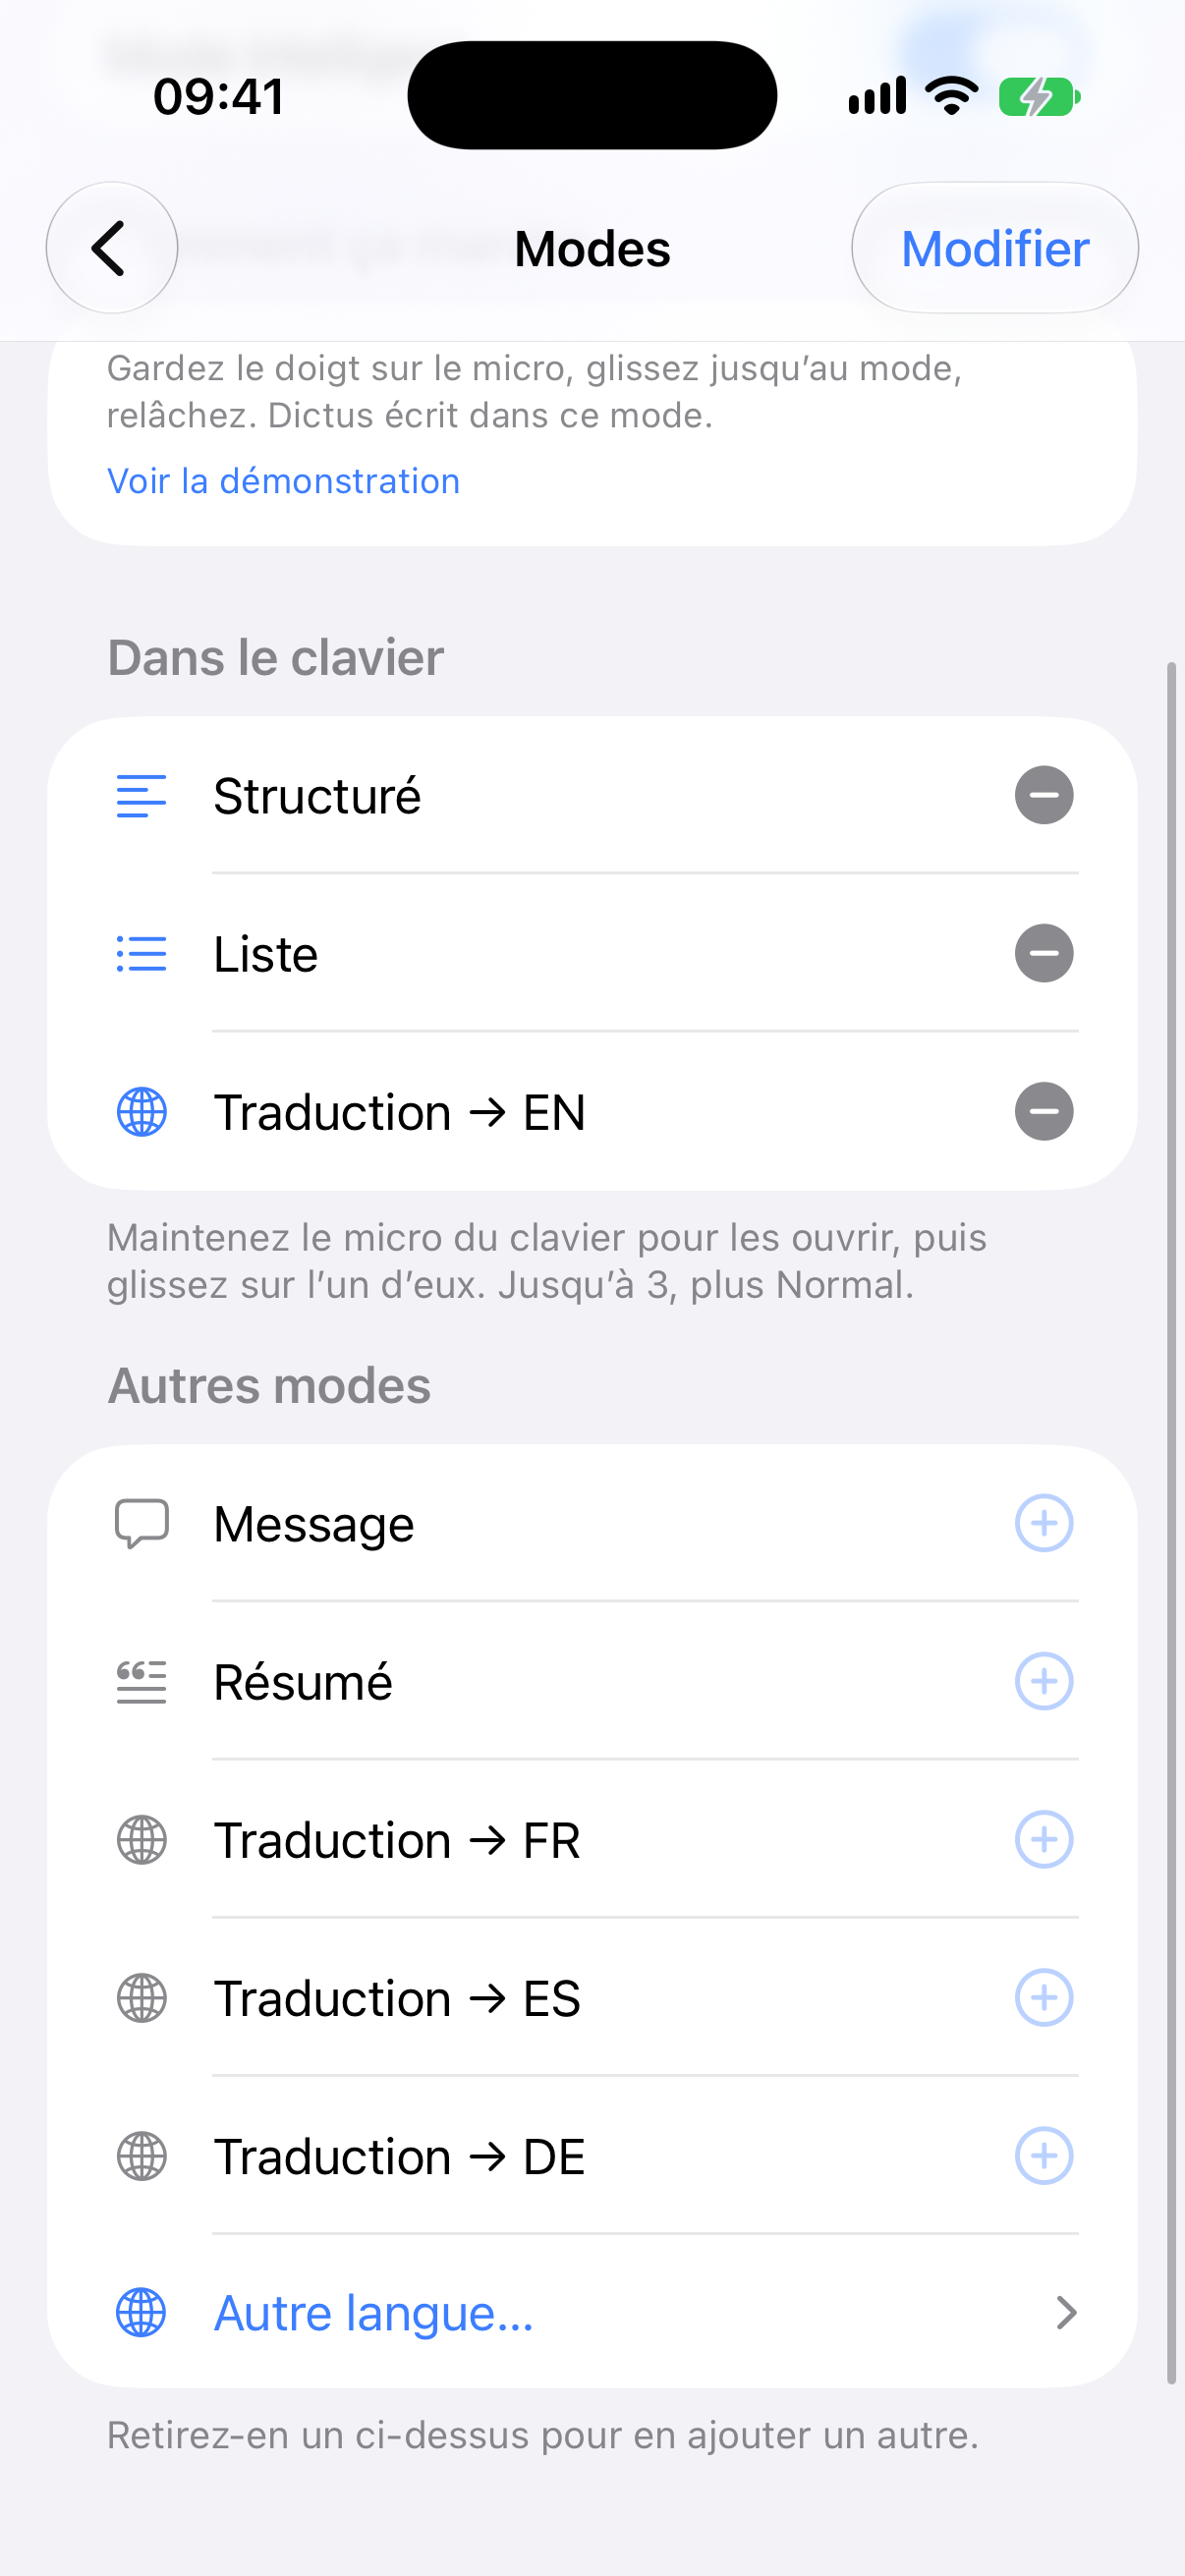 09:41
Modes
Modifier
Gardez le doigt sur le micro, glissez jusqu’au mode,
relâchez. Dictus écrit dans ce mode.
Voir la démonstration
Dans le clavier
Structuré
Liste
Traduction → EN
Maintenez le micro du clavier pour les ouvrir, puis
glissez sur l’un d’eux. Jusqu’à 3, plus Normal.
Autres modes
Message
Résumé
Traduction → FR
Traduction → ES
Traduction → DE
Autre langue...
Retirez-en un ci-dessus pour en ajouter un autre.